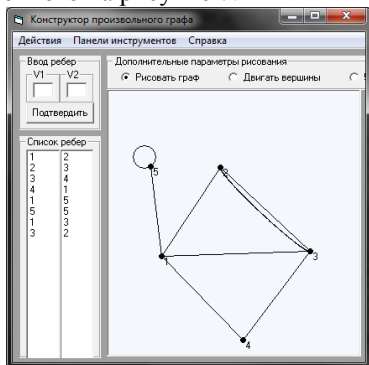 Конструктор произвольного графа
Действия Панели инструментов Справка
Ввод ребер
V1 V2
Подтвердить
Дополнительные параметры рисования
Рисовать граф Двигать вершины
Список ребер
1 2
2 3
3 4
4 1
1 5
5 5
1 3
3 2
5
2
3
1
4